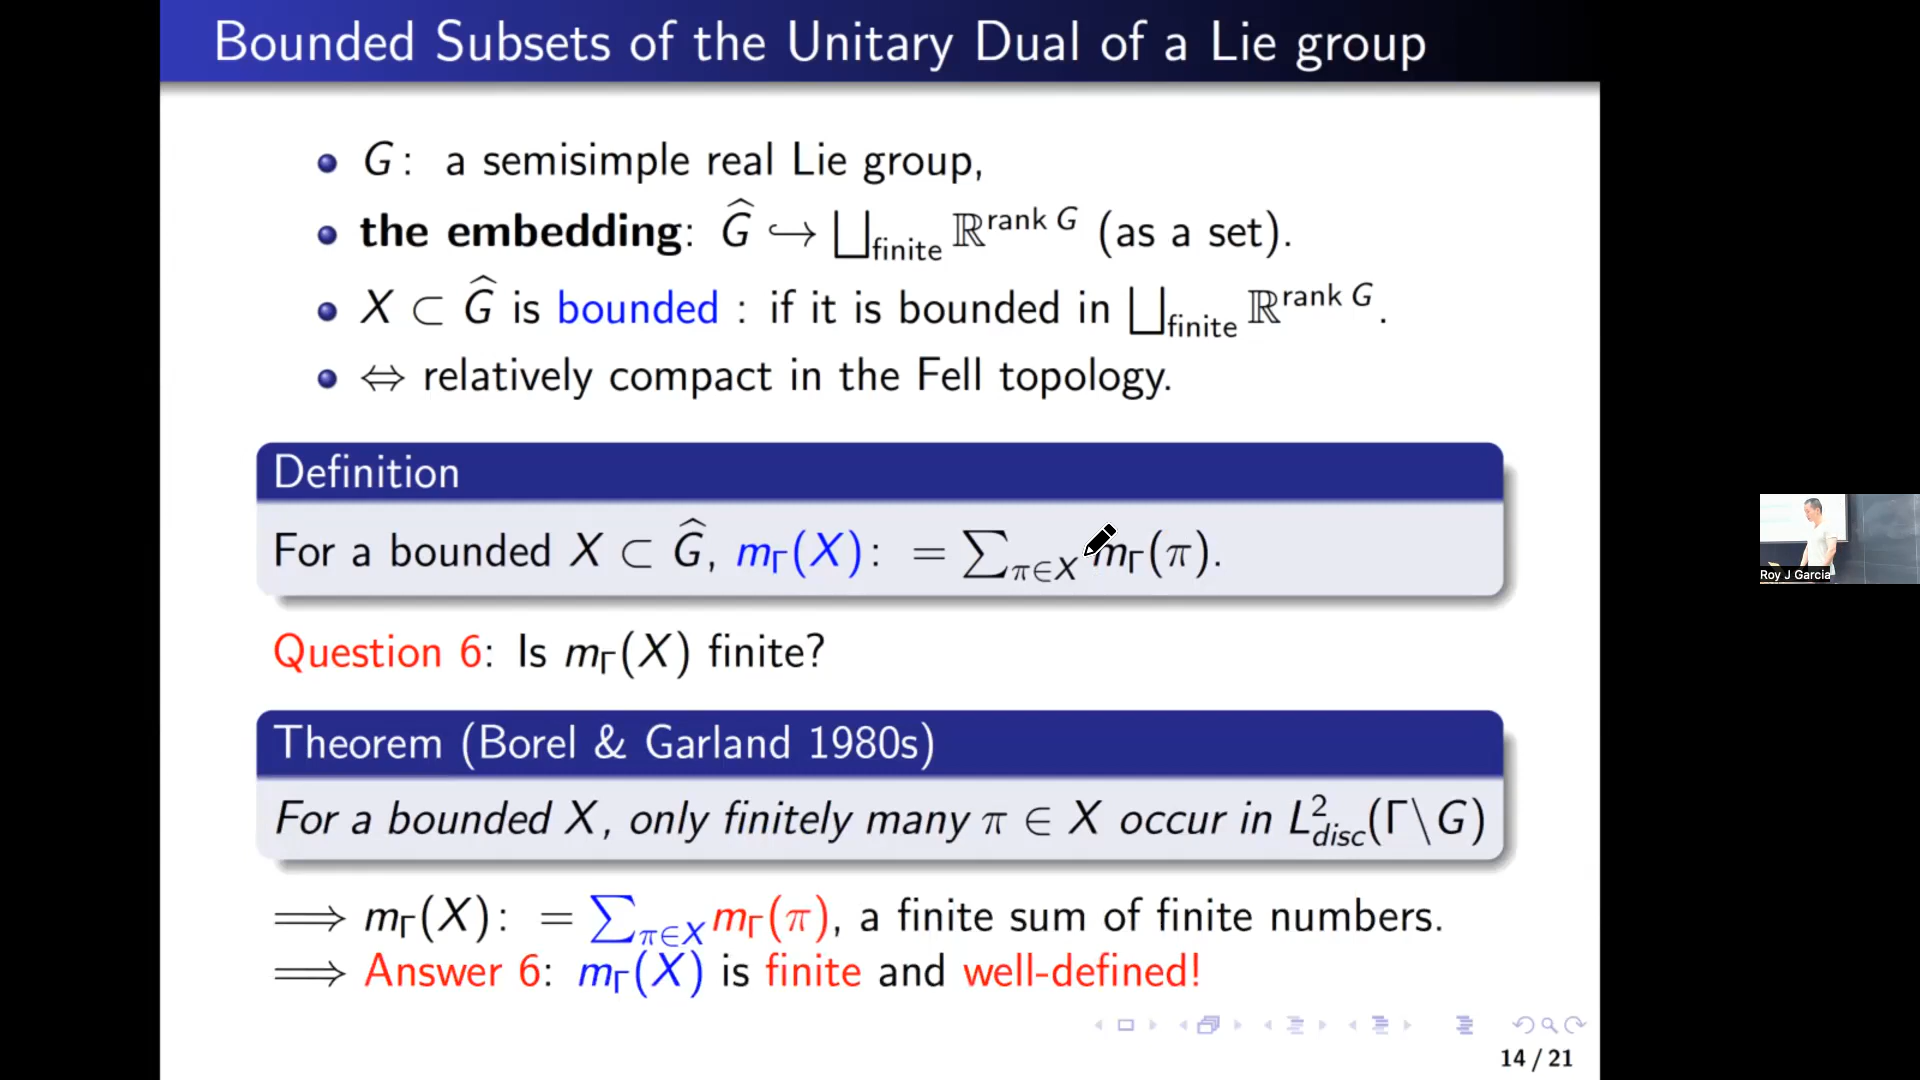 Bounded Subsets of the Unitary Dual of a Lie group
G: a semisimple real Lie group,
the embedding: Ĝ ↪ ⨆_finite ℝ^{rank G} (as a set).
X ⊂ Ĝ is bounded : if it is bounded in ⨆_finite ℝ^{rank G}.
⇔ relatively compact in the Fell topology.
Definition
For a bounded X ⊂ Ĝ, m_Γ(X): = ∑_{π∈X} m_Γ(π).
Roy J Garcia
Question 6: Is m_Γ(X) finite?
Theorem (Borel & Garland 1980s)
For a bounded X, only finitely many π ∈ X occur in L²_disc(Γ\G)
⟹ m_Γ(X): = ∑_{π∈X} m_Γ(π), a finite sum of finite numbers.
⟹ Answer 6: m_Γ(X) is finite and well-defined!
14 / 21